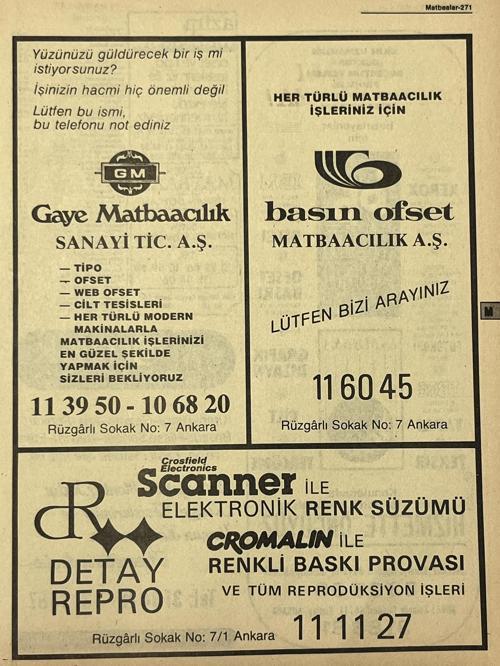 Matbaalar-271
Yüzünüzü güldürecek bir iş mi
istiyorsunuz?
İşinizin hacmi hiç önemli değil
Lütfen bu ismi,
bu telefonu not ediniz
GM
Gaye Matbaacılık
SANAYİ TİC. A.Ş.
— TİPO
— OFSET
— WEB OFSET
— CİLT TESİSLERİ
— HER TÜRLÜ MODERN
MAKİNALARLA
MATBAACILIK İŞLERİNİZİ
EN GÜZEL ŞEKİLDE
YAPMAK İÇİN
SİZLERİ BEKLİYORUZ
11 39 50 - 10 68 20
Rüzgârlı Sokak No: 7 Ankara
HER TÜRLÜ MATBAACILIK
İŞLERİNİZ İÇİN
basın ofset
MATBAACILIK A.Ş.
LÜTFEN BİZİ ARAYINIZ
11 60 45
Rüzgârlı Sokak No: 7 Ankara
M
Crosfield
Electronics
Scanner İLE
ELEKTRONİK RENK SÜZÜMÜ
CROMALIN İLE
RENKLİ BASKI PROVASI
VE TÜM REPRODÜKSİYON İŞLERİ
dR
DETAY
REPRO
Rüzgârlı Sokak No: 7/1 Ankara 11 11 27